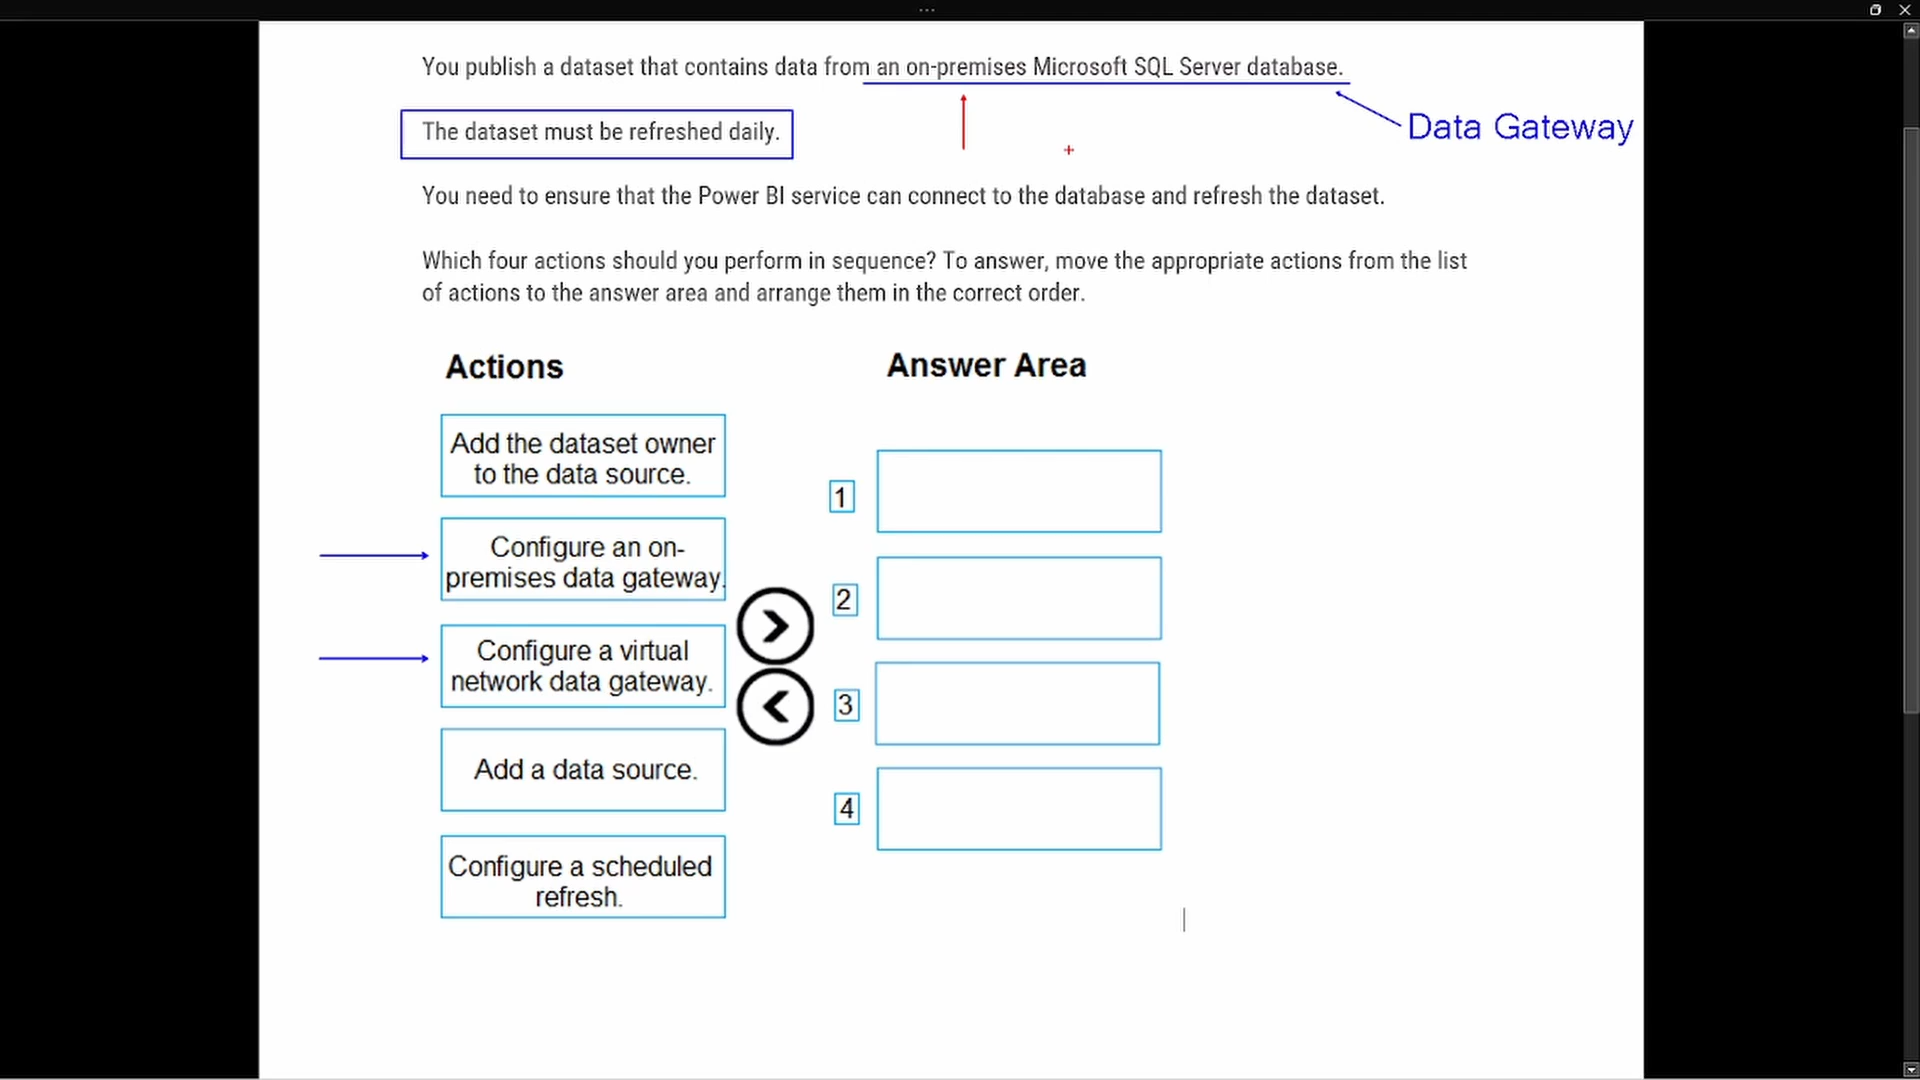 You publish a dataset that contains data from an on-premises Microsoft SQL Server database.
Data Gateway
The dataset must be refreshed daily.
You need to ensure that the Power BI service can connect to the database and refresh the dataset.
Which four actions should you perform in sequence? To answer, move the appropriate actions from the list
of actions to the answer area and arrange them in the correct order.
Actions
Answer Area
Add the dataset owner
to the data source.
Configure an on-
premises data gateway.
Configure a virtual
network data gateway.
Add a data source.
Configure a scheduled
refresh.
1
2
3
4